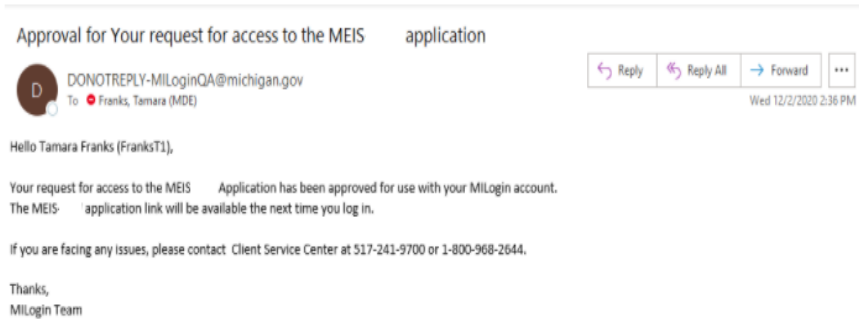 Approval for Your request for access to the MEIS application
D
DONOTREPLY-MILoginQA@michigan.gov
To Franks, Tamara (MDE)
Reply Reply All Forward ...
Wed 12/2/2020 2:36 PM
Hello Tamara Franks (FranksT1),
Your request for access to the MEIS Application has been approved for use with your MILogin account.
The MEIS- application link will be available the next time you log in.
If you are facing any issues, please contact Client Service Center at 517-241-9700 or 1-800-968-2644.
Thanks,
MILogin Team